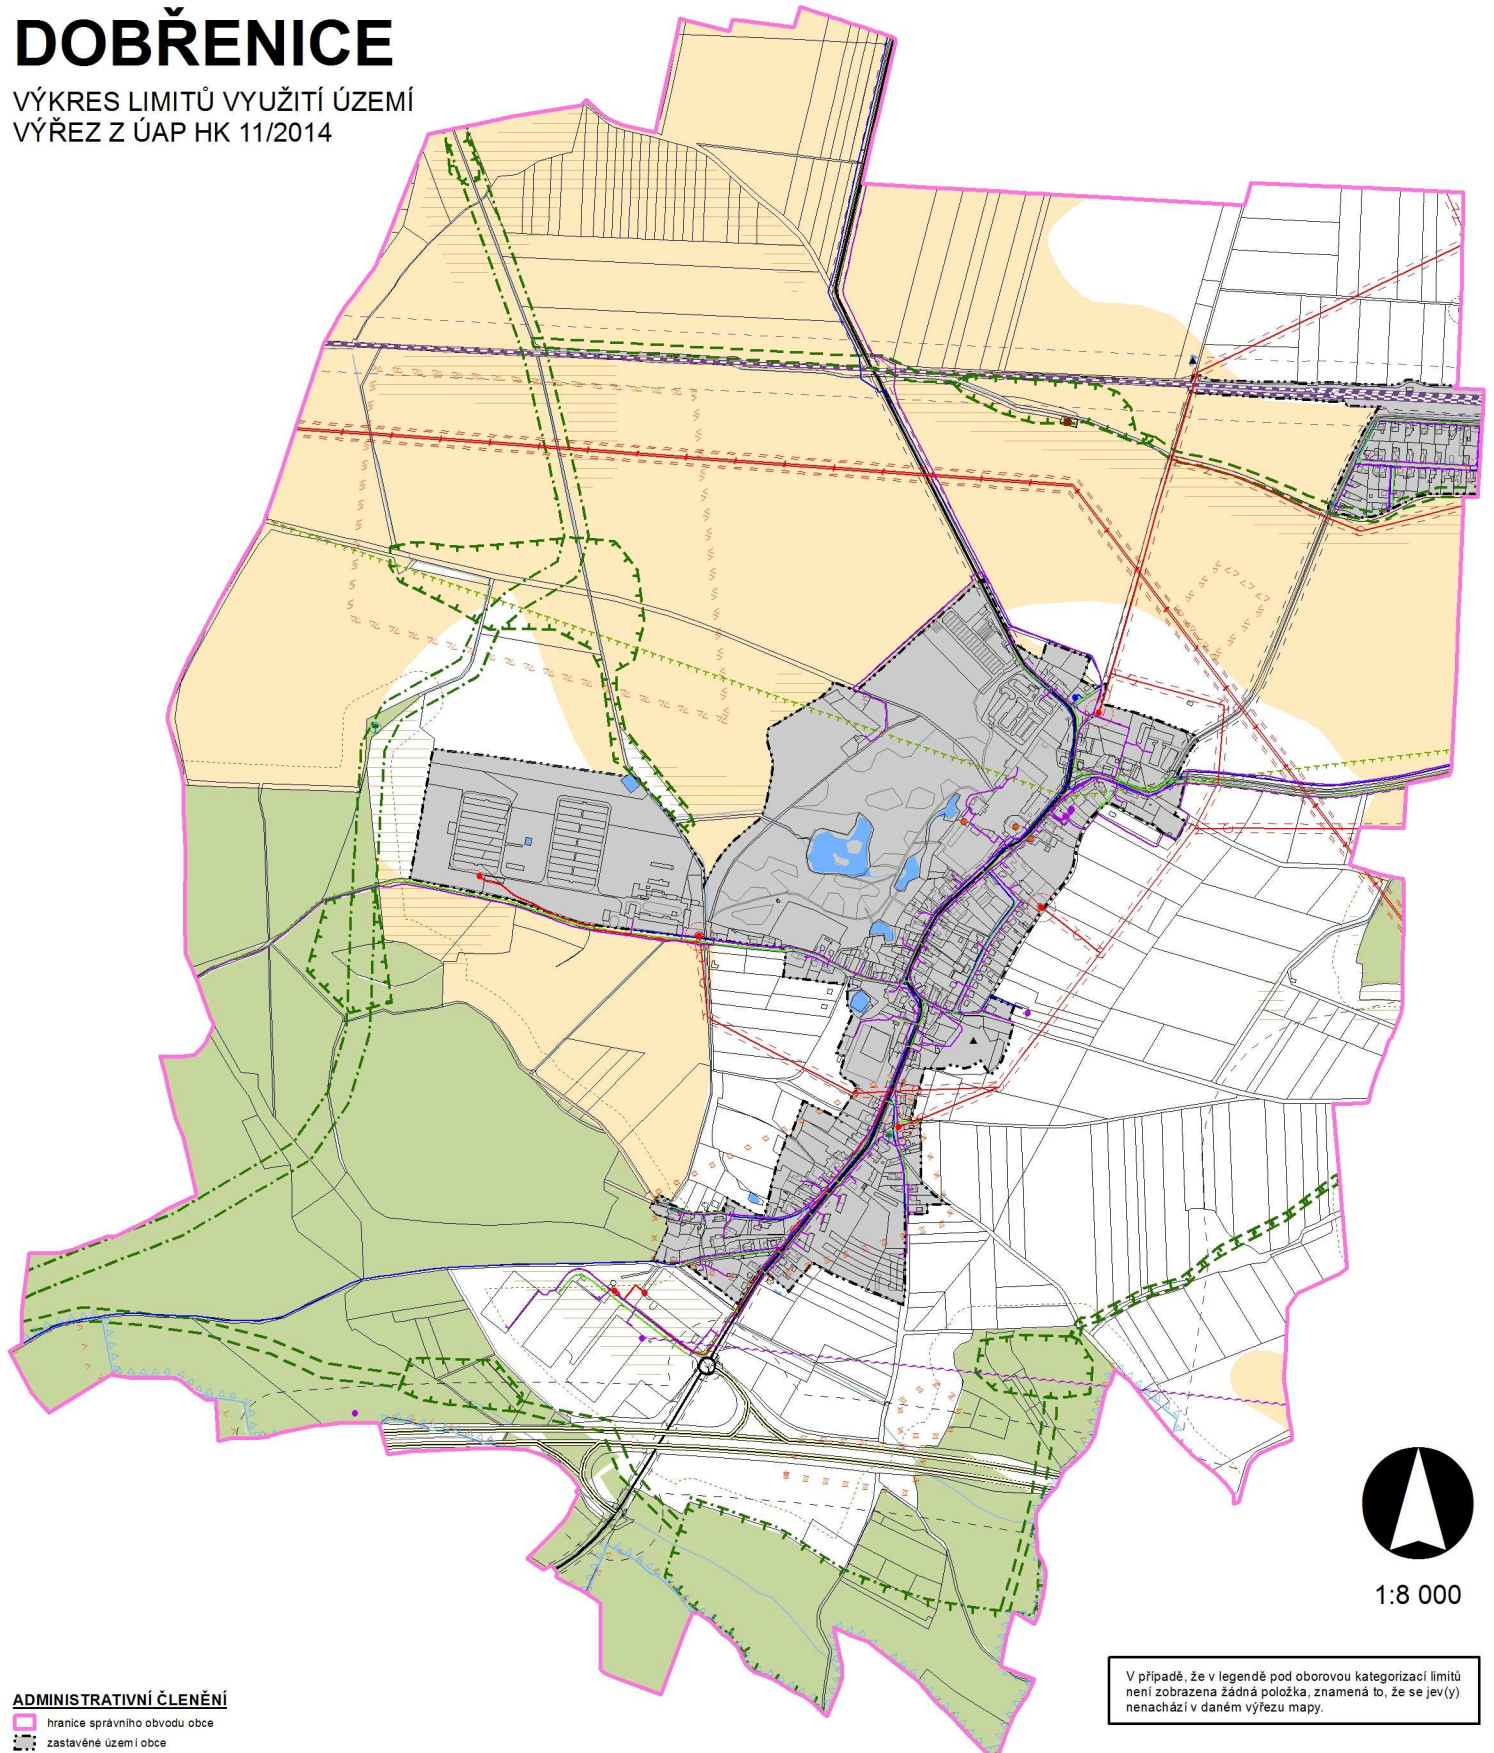 DOBŘENICE
VÝKRES LIMITŮ VYUŽITÍ ÚZEMÍ
VÝŘEZ Z ÚAP HK 11/2014
1:8 000
V případě, že v legendě pod oborovou kategorizací limitů
není zobrazena žádná položka, znamená to, že se jev(y)
nenachází v daném výřezu mapy.
ADMINISTRATIVNÍ ČLENĚNÍ
hranice správního obvodu obce
zastavěné území obce